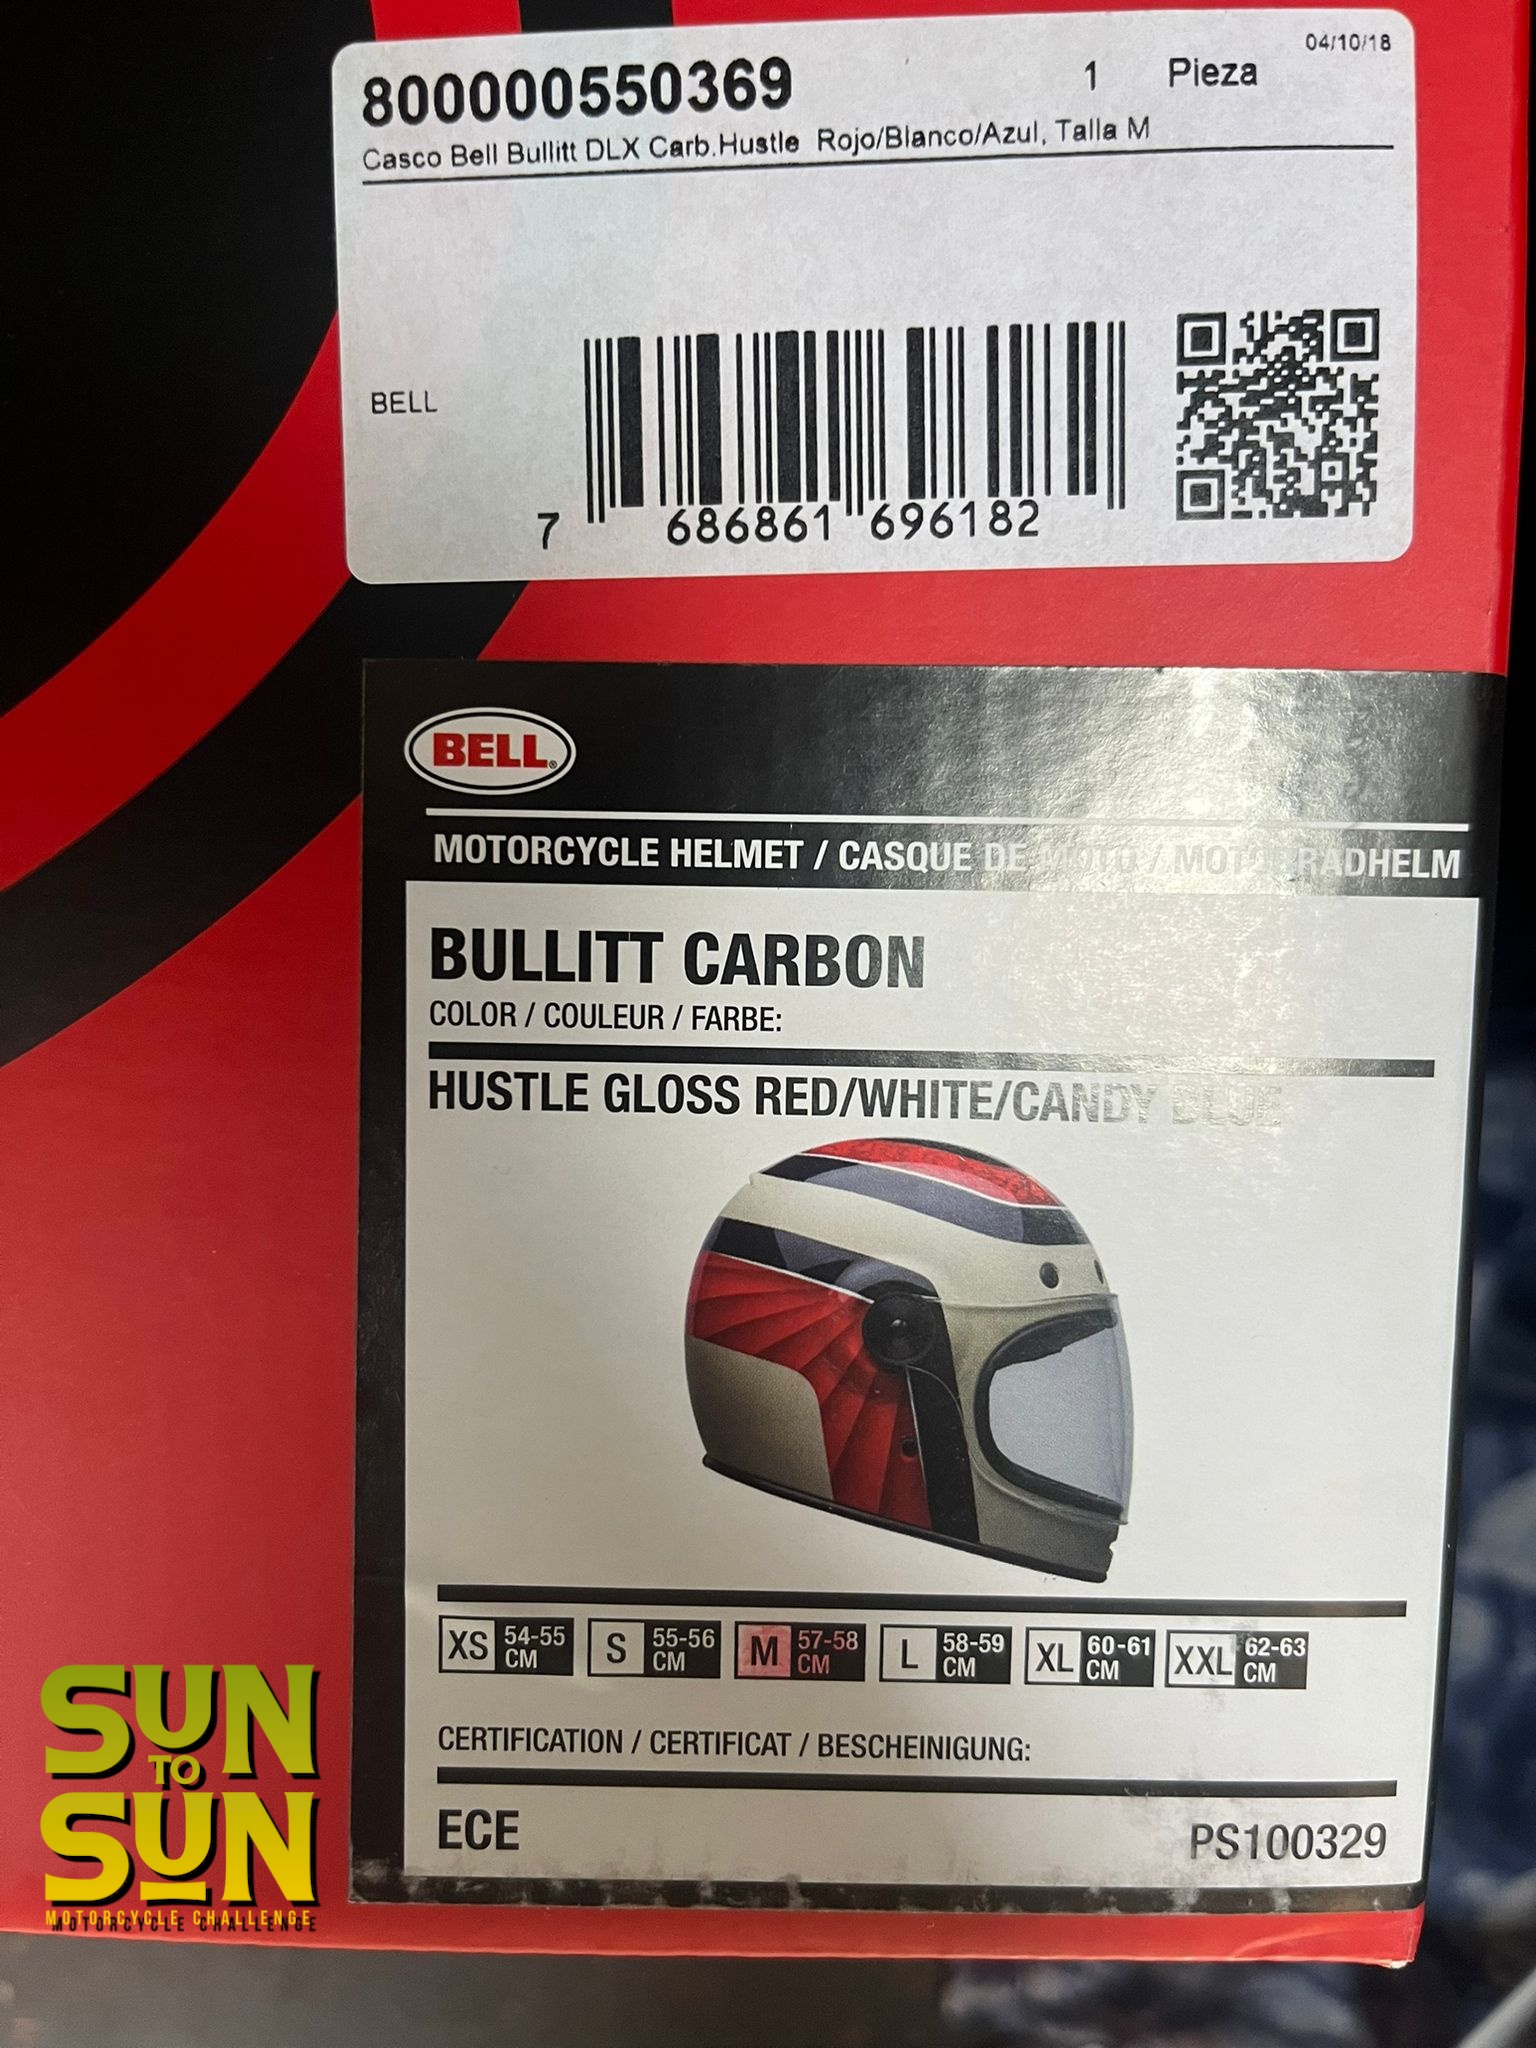 04/10/18
800000550369 1 Pieza
Casco Bell Bullitt DLX Carb.Hustle Rojo/Blanco/Azul, Talla M
BELL
7 686861 696182
BELL®
MOTORCYCLE HELMET / CASQUE DE MOTO / MOTORRADHELM
BULLITT CARBON
COLOR / COULEUR / FARBE:
HUSTLE GLOSS RED/WHITE/CANDY BLUE
XS 54-55 CM S 55-56 CM M 57-58 CM L 58-59 CM XL 60-61 CM XXL 62-63 CM
CERTIFICATION / CERTIFICAT / BESCHEINIGUNG:
ECE PS100329
SUN
TO
SUN
MOTORCYCLE CHALLENGE